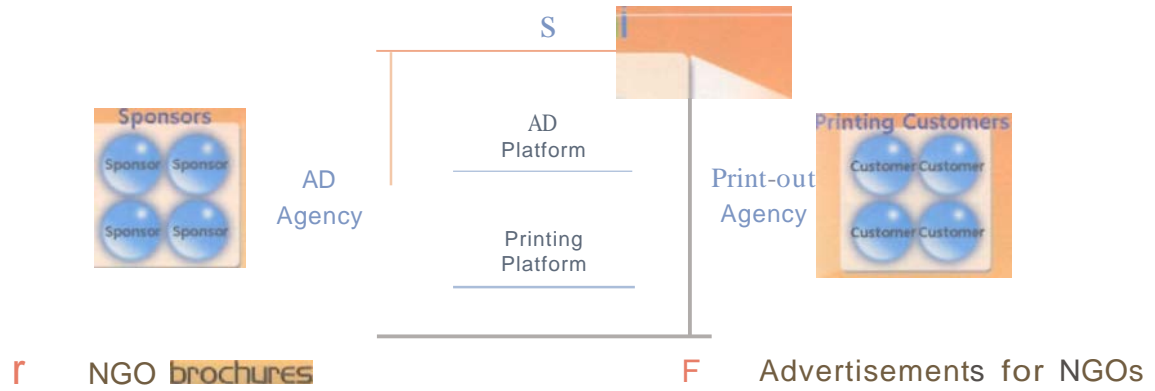 S i
Sponsors
Sponsor Sponsor
Sponsor Sponsor
AD
Agency
AD
Platform
Printing
Platform
Print-out
Agency
Printing Customers
Customer Customer
Customer Customer
r NGO brochures
F Advertisements for NGOs